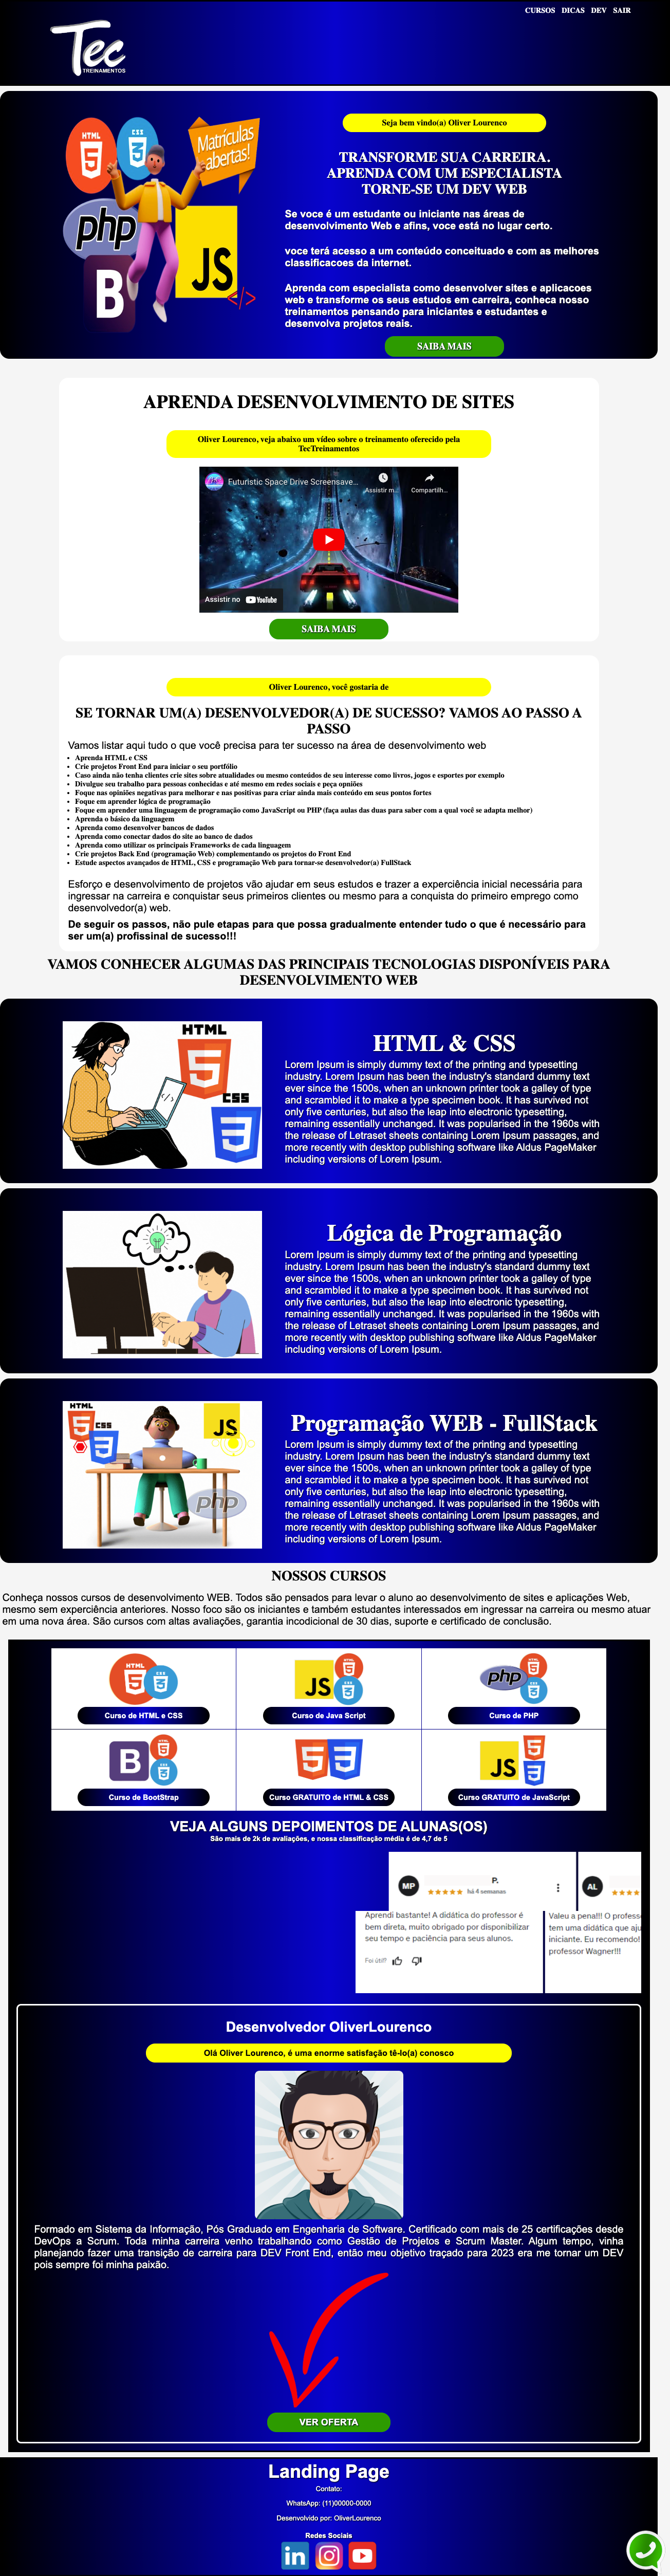 CURSOS DICAS DEV SAIR
Tec
TREINAMENTOS
HTML
5
CSS
3
Matrículas
abertas!
php
JS
B
Seja bem vindo(a) Oliver Lourenco
TRANSFORME SUA CARREIRA.
APRENDA COM UM ESPECIALISTA
TORNE-SE UM DEV WEB
Se voce é um estudante ou iniciante nas áreas de
desenvolvimento Web e afins, voce está no lugar certo.
voce terá acesso a um conteúdo conceituado e com as melhores
classificacoes da internet.
Aprenda com especialista como desenvolver sites e aplicacoes
web e transforme os seus estudos em carreira, conheca nosso
treinamentos pensando para iniciantes e estudantes e
desenvolva projetos reais.
SAIBA MAIS
APRENDA DESENVOLVIMENTO DE SITES
Oliver Lourenco, veja abaixo um vídeo sobre o treinamento oferecido pela
TecTreinamentos
Futuristic Space Drive Screensave...
Assistir m...
Compartilh...
Assistir no YouTube
SAIBA MAIS
Oliver Lourenco, você gostaria de
SE TORNAR UM(A) DESENVOLVEDOR(A) DE SUCESSO? VAMOS AO PASSO A
PASSO
Vamos listar aqui tudo o que você precisa para ter sucesso na área de desenvolvimento web
• Aprenda HTML e CSS
• Crie projetos Front End para iniciar o seu portfólio
• Caso ainda não tenha clientes crie sites sobre atualidades ou mesmo conteúdos de seu interesse como livros, jogos e esportes por exemplo
• Divulgue seu trabalho para pessoas conhecidas e até mesmo em redes sociais e peça opniões
• Foque nas opiniões negativas para melhorar e nas positivas para criar ainda mais conteúdo em seus pontos fortes
• Foque em aprender lógica de programação
• Foque em aprender uma linguagem de programação como JavaScript ou PHP (faça aulas das duas para saber com a qual você se adapta melhor)
• Aprenda o básico da linguagem
• Aprenda como desenvolver bancos de dados
• Aprenda como conectar dados do site ao banco de dados
• Aprenda como utilizar os principais Frameworks de cada linguagem
• Crie projetos Back End (programação Web) complementando os projetos do Front End
• Estude aspectos avançados de HTML, CSS e programação Web para tornar-se desenvolvedor(a) FullStack
Esforço e desenvolvimento de projetos vão ajudar em seus estudos e trazer a experciência inicial necessária para
ingressar na carreira e conquistar seus primeiros clientes ou mesmo para a conquista do primeiro emprego como
desenvolvedor(a) web.
De seguir os passos, não pule etapas para que possa gradualmente entender tudo o que é necessário para
ser um(a) profissinal de sucesso!!!
VAMOS CONHECER ALGUMAS DAS PRINCIPAIS TECNOLOGIAS DISPONÍVEIS PARA
DESENVOLVIMENTO WEB
HTML
5
CSS
3
HTML & CSS
Lorem Ipsum is simply dummy text of the printing and typesetting
industry. Lorem Ipsum has been the industry's standard dummy text
ever since the 1500s, when an unknown printer took a galley of type
and scrambled it to make a type specimen book. It has survived not
only five centuries, but also the leap into electronic typesetting,
remaining essentially unchanged. It was popularised in the 1960s with
the release of Letraset sheets containing Lorem Ipsum passages, and
more recently with desktop publishing software like Aldus PageMaker
including versions of Lorem Ipsum.
Lógica de Programação
Lorem Ipsum is simply dummy text of the printing and typesetting
industry. Lorem Ipsum has been the industry's standard dummy text
ever since the 1500s, when an unknown printer took a galley of type
and scrambled it to make a type specimen book. It has survived not
only five centuries, but also the leap into electronic typesetting,
remaining essentially unchanged. It was popularised in the 1960s with
the release of Letraset sheets containing Lorem Ipsum passages, and
more recently with desktop publishing software like Aldus PageMaker
including versions of Lorem Ipsum.
HTML
5
CSS
3
JS
php
Programação WEB - FullStack
Lorem Ipsum is simply dummy text of the printing and typesetting
industry. Lorem Ipsum has been the industry's standard dummy text
ever since the 1500s, when an unknown printer took a galley of type
and scrambled it to make a type specimen book. It has survived not
only five centuries, but also the leap into electronic typesetting,
remaining essentially unchanged. It was popularised in the 1960s with
the release of Letraset sheets containing Lorem Ipsum passages, and
more recently with desktop publishing software like Aldus PageMaker
including versions of Lorem Ipsum.
NOSSOS CURSOS
Conheça nossos cursos de desenvolvimento WEB. Todos são pensados para levar o aluno ao desenvolvimento de sites e aplicações Web,
mesmo sem experciência anteriores. Nosso foco são os iniciantes e também estudantes interessados em ingressar na carreira ou mesmo atuar
em uma nova área. São cursos com altas avaliações, garantia incodicional de 30 dias, suporte e certificado de conclusão.
Curso de HTML e CSS
Curso de Java Script
Curso de PHP
Curso de BootStrap
Curso GRATUITO de HTML & CSS
Curso GRATUITO de JavaScript
VEJA ALGUNS DEPOIMENTOS DE ALUNAS(OS)
São mais de 2k de avaliações, e nossa classificação média é de 4,7 de 5
MP
P.
há 4 semanas
AL
Aprendi bastante! A didática do professor é
bem direta, muito obrigado por disponibilizar
seu tempo e paciência para seus alunos.
Foi útil?
Valeu a pena!!! O profess
tem uma didática que aju
iniciante. Eu recomendo!
professor Wagner!!!
Desenvolvedor OliverLourenco
Olá Oliver Lourenco, é uma enorme satisfação tê-lo(a) conosco
Formado em Sistema da Informação, Pós Graduado em Engenharia de Software. Certificado com mais de 25 certificações desde
DevOps a Scrum. Toda minha carreira venho trabalhando como Gestão de Projetos e Scrum Master. Algum tempo, vinha
planejando fazer uma transição de carreira para DEV Front End, então meu objetivo traçado para 2023 era me tornar um DEV
pois sempre foi minha paixão.
VER OFERTA
Landing Page
Contato:
WhatsApp: (11)00000-0000
Desenvolvido por: OliverLourenco
Redes Sociais
in